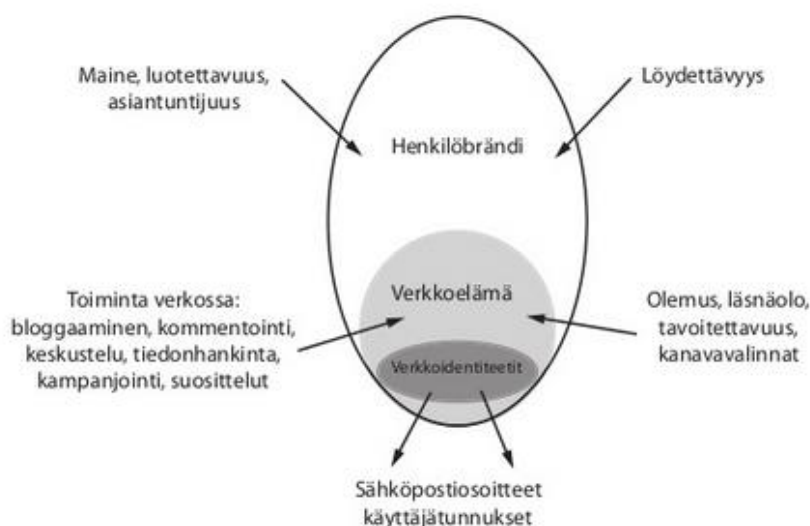 Maine, luotettavuus,
asiantuntijuus
Löydettävyys
Henkilöbrändi
Toiminta verkossa:
bloggaaminen, kommentointi,
keskustelu, tiedonhankinta,
kampanjointi, suosittelut
Verkkoelämä
Olemus, läsnäolo,
tavoitettavuus,
kanavavalinnat
Verkkoidentiteetit
Sähköpostiosoitteet
käyttäjätunnukset